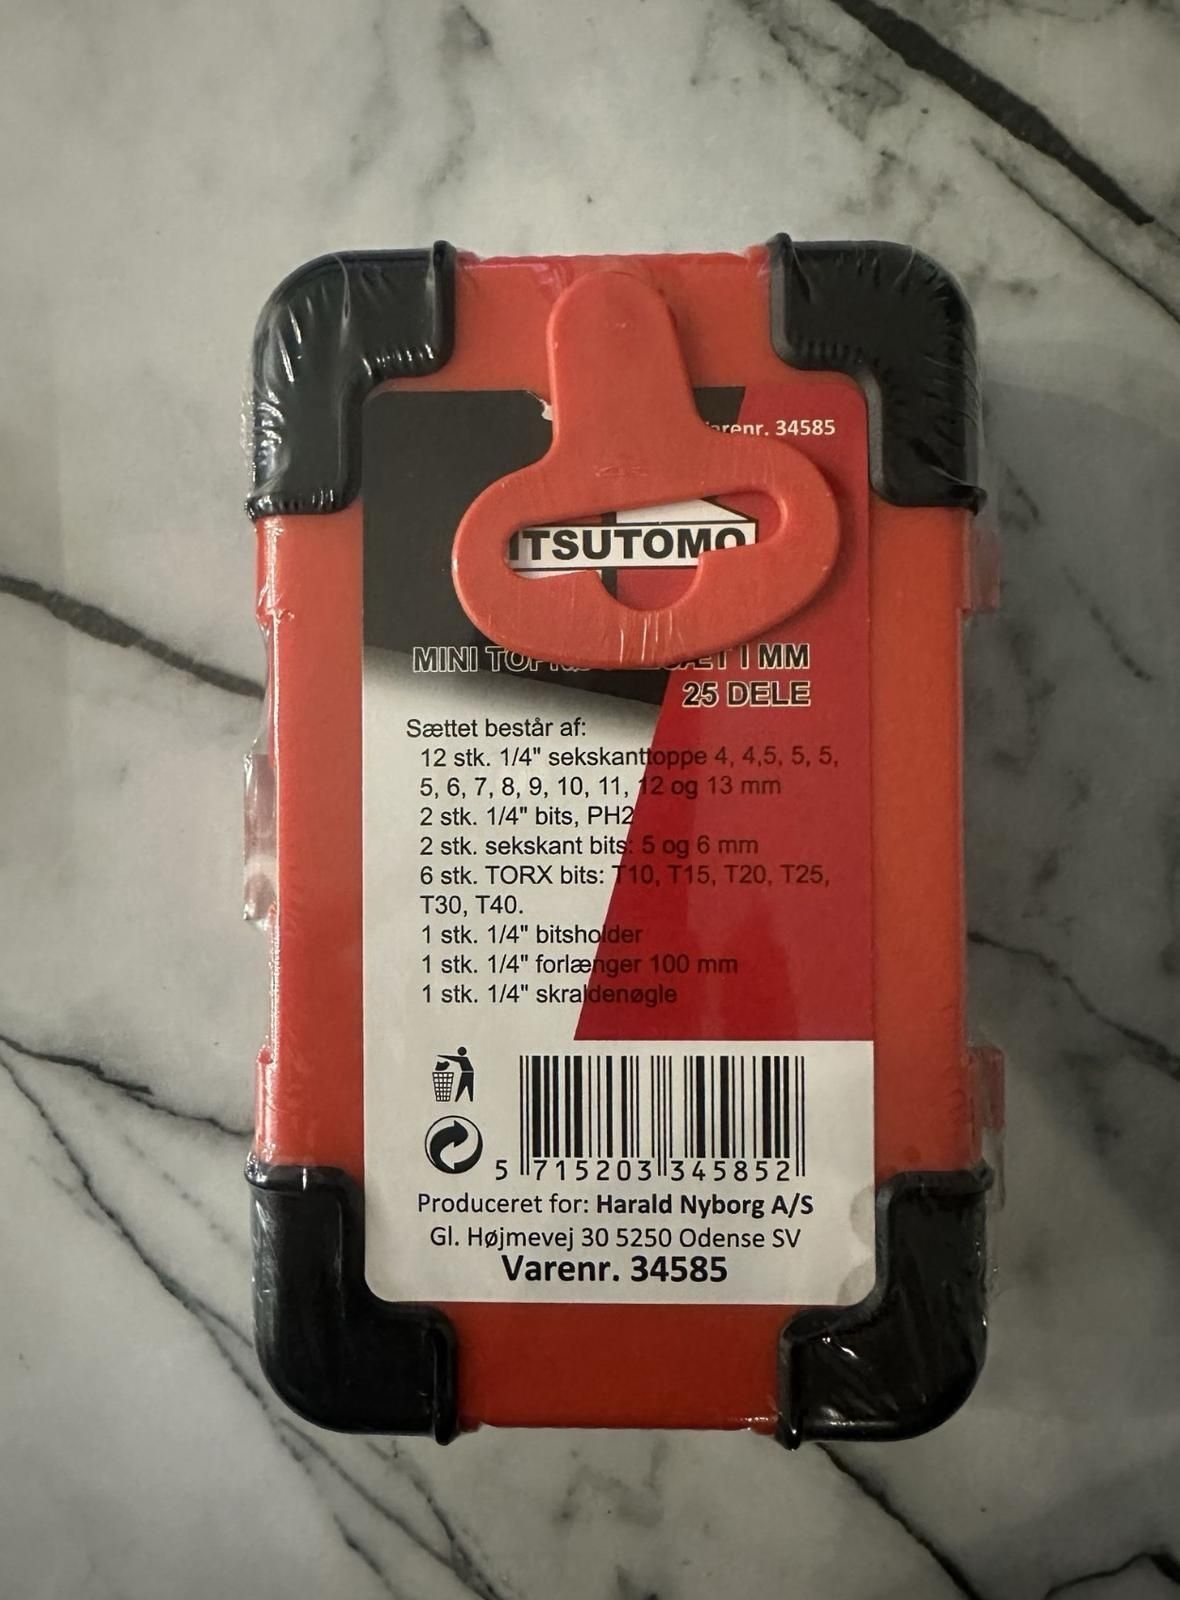 34585
ITSUTOMO
MINI I MM
25 DELE
Sættet består af:
12 stk. 1/4" sekskanttoppe 4, 4,5, 5, 5,
5, 6, 7, 8, 9, 10, 11, 12 og 13 mm
2 stk. 1/4" bits, PH2
2 stk. sekskant bits: 5 og 6 mm
6 stk. TORX bits: T10, T15, T20, T25,
T30, T40.
1 stk. 1/4" bitsholder
1 stk. 1/4" forlænger 100 mm
1 stk. 1/4" skraldenøgle
5 715203 345852
Produceret for: Harald Nyborg A/S
Gl. Højmevej 30 5250 Odense SV
Varenr. 34585